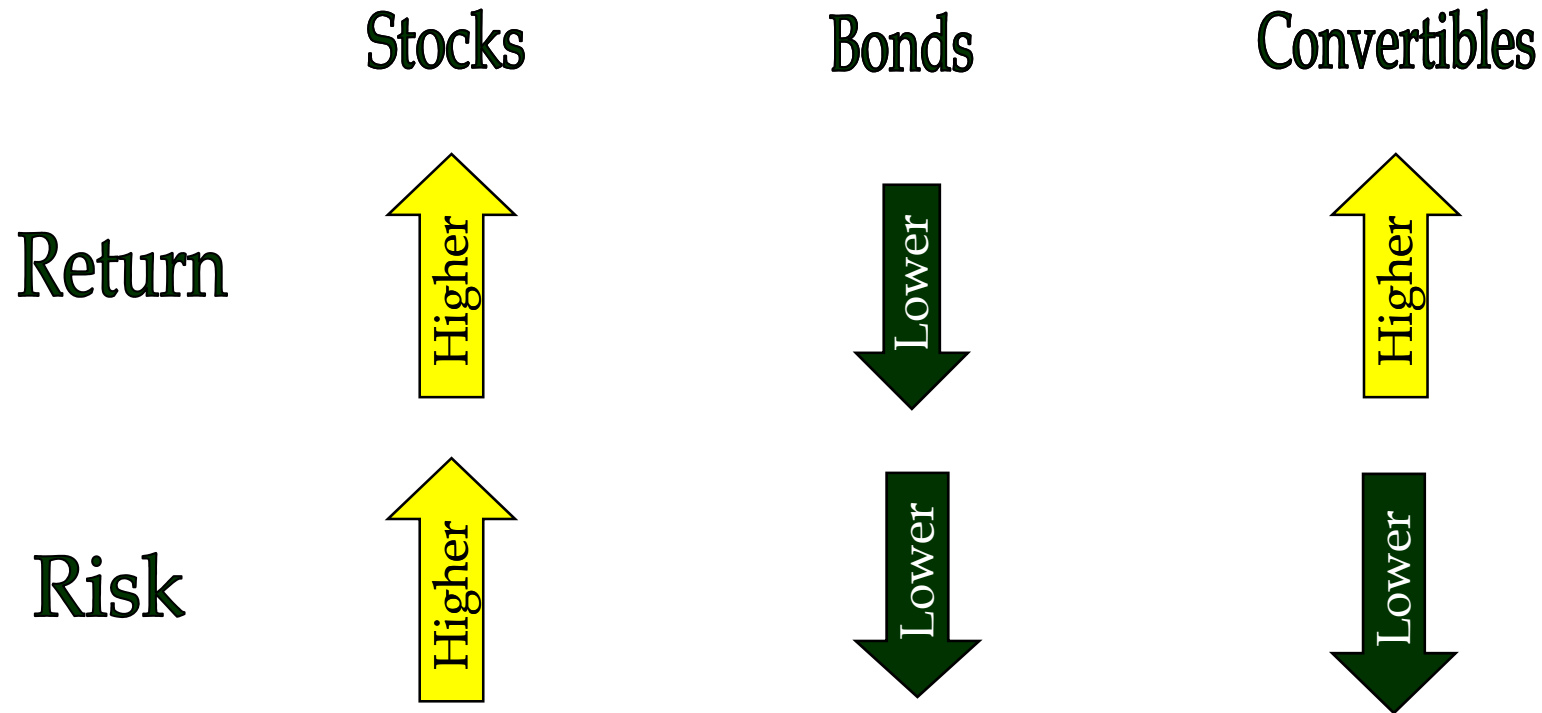 Stocks Bonds Convertibles
Return Higher Lower Higher
Risk Higher Lower Lower